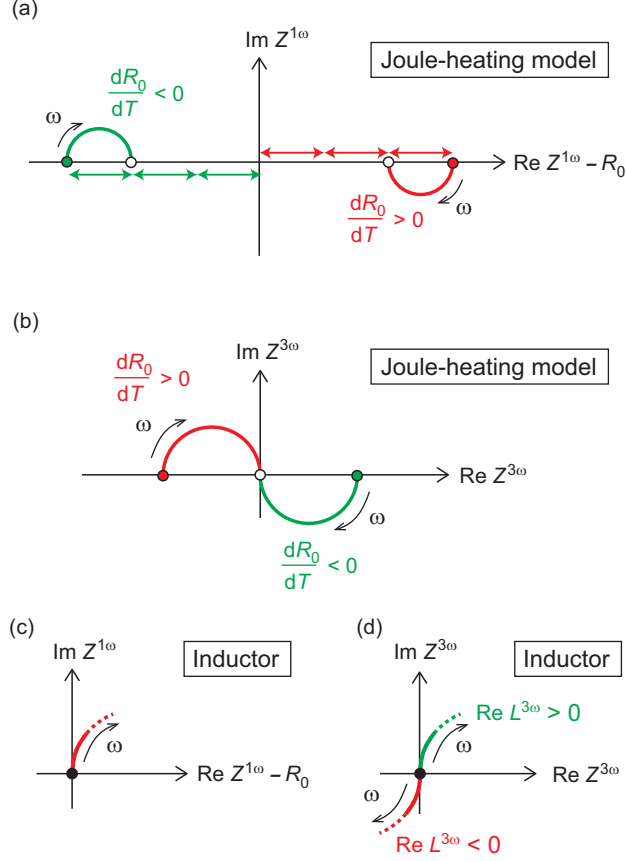 (a)
Im Z¹ω
Joule-heating model
dR₀/dT < 0
ω
Re Z¹ω – R₀
dR₀/dT > 0
ω
(b)
Im Z³ω
Joule-heating model
dR₀/dT > 0
ω
Re Z³ω
ω
dR₀/dT < 0
(c)
Im Z¹ω
Inductor
ω
Re Z¹ω – R₀
(d)
Im Z³ω
Inductor
Re L³ω > 0
ω
Re Z³ω
ω
Re L³ω < 0